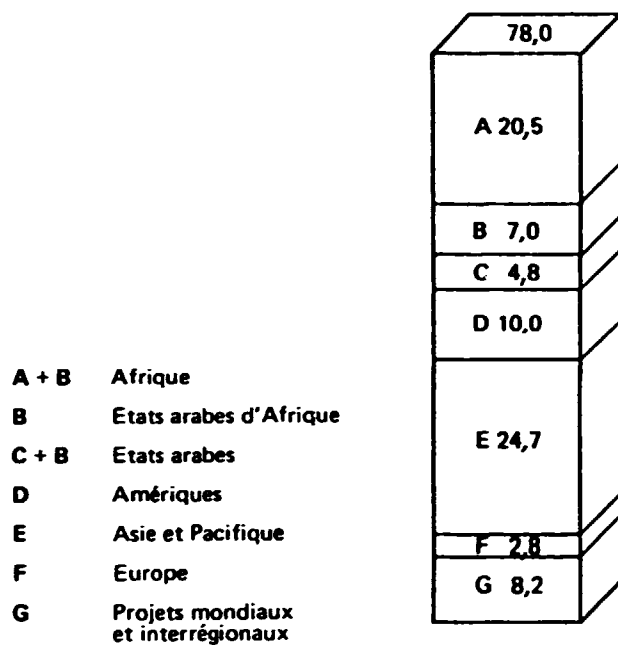 78,0
A 20,5
B 7,0
C 4,8
D 10,0
E 24,7
F 2,8
G 8,2
A + B Afrique
B Etats arabes d'Afrique
C + B Etats arabes
D Amériques
E Asie et Pacifique
F Europe
G Projets mondiaux
et interrégionaux